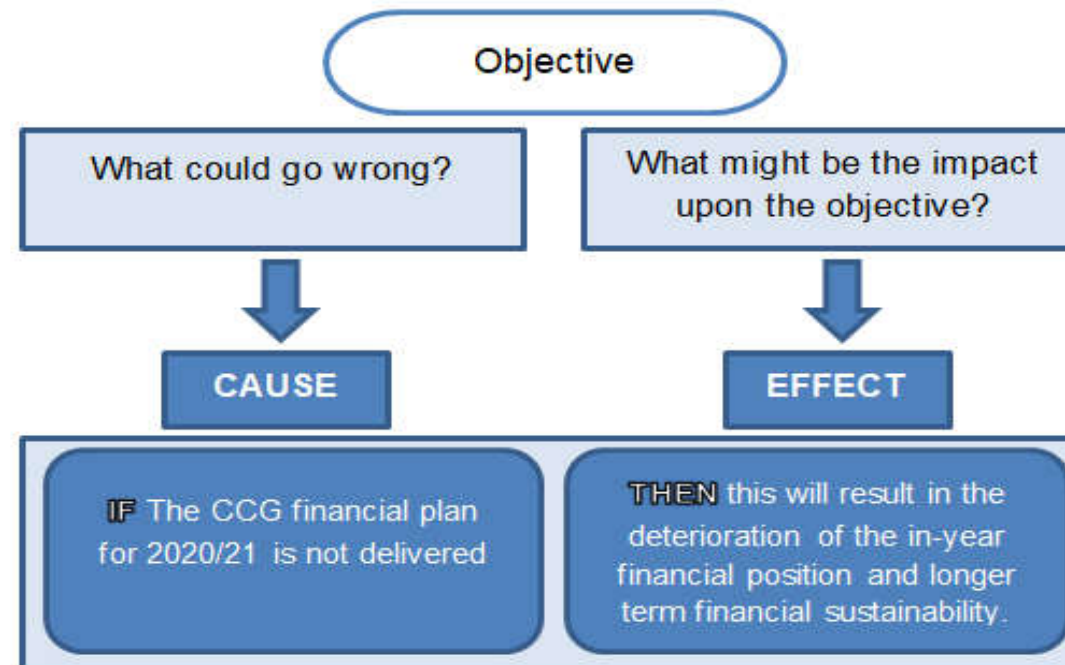 Objective
What could go wrong?
What might be the impact
upon the objective?
CAUSE
EFFECT
IF The CCG financial plan
for 2020/21 is not delivered
THEN this will result in the
deterioration of the in-year
financial position and longer
term financial sustainability.